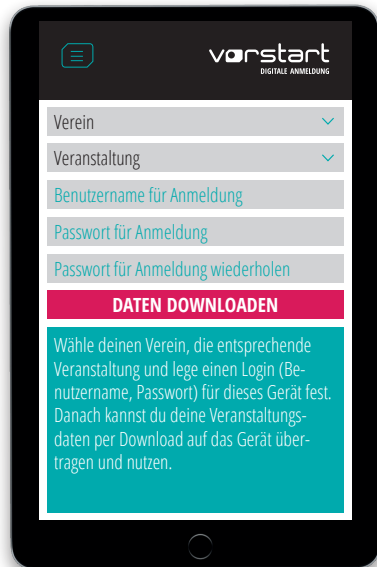 vorstart
DIGITALE ANMELDUNG
Verein
Veranstaltung
Benutzername für Anmeldung
Passwort für Anmeldung
Passwort für Anmeldung wiederholen
DATEN DOWNLOADEN
Wähle deinen Verein, die entsprechende
Veranstaltung und lege einen Login (Be-
nutzername, Passwort) für dieses Gerät fest.
Danach kannst du deine Veranstaltungs-
daten per Download auf das Gerät über-
tragen und nutzen.